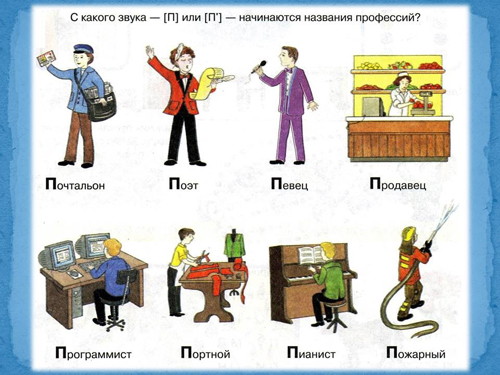 С какого звука — [П] или [П'] — начинаются названия профессий?
Почтальон Поэт Певец Продавец
Программист Портной Пианист Пожарный